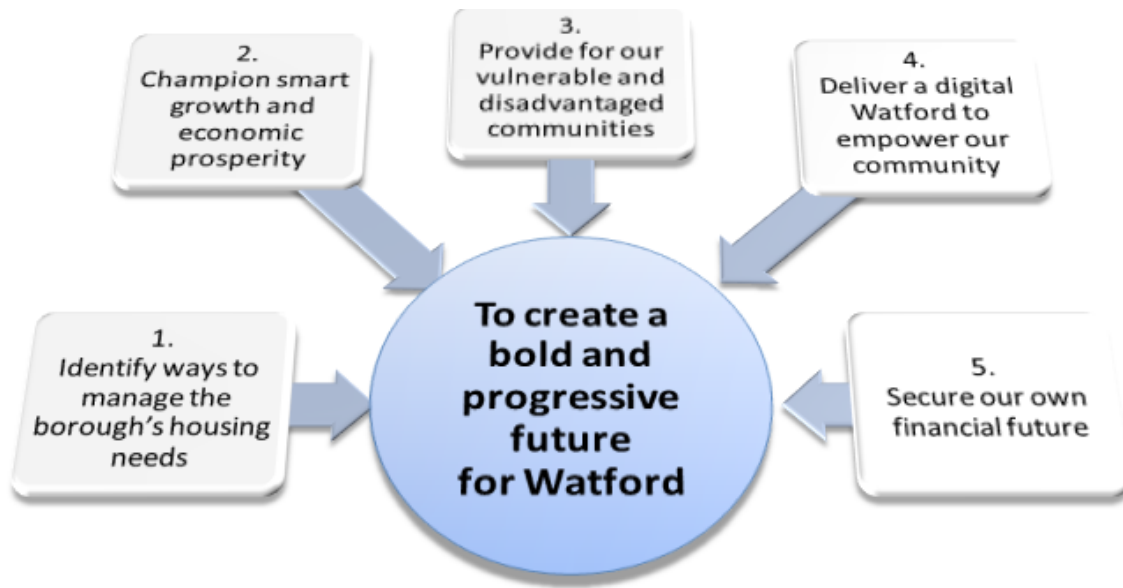 1.
Identify ways to
manage the
borough's housing
needs
2.
Champion smart
growth and
economic
prosperity
3.
Provide for our
vulnerable and
disadvantaged
communities
4.
Deliver a digital
Watford to
empower our
community
5.
Secure our own
financial future
To create a
bold and
progressive
future
for Watford